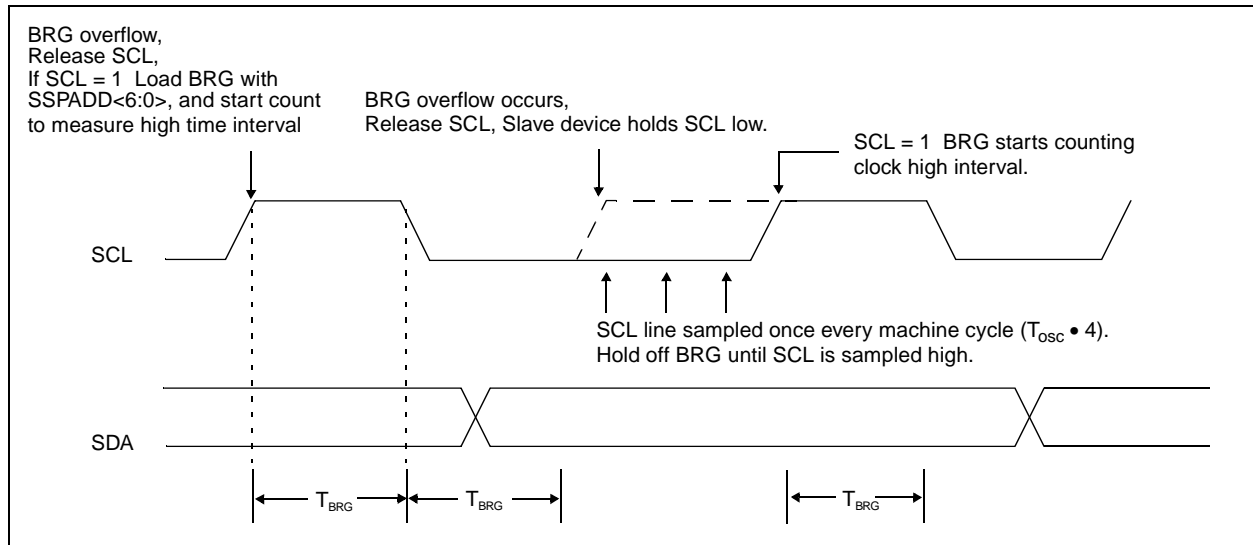 BRG overflow,
Release SCL,
If SCL = 1 Load BRG with
SSPADD<6:0>, and start count
to measure high time interval
BRG overflow occurs,
Release SCL, Slave device holds SCL low.
SCL = 1 BRG starts counting
clock high interval.
SCL
SCL line sampled once every machine cycle (Tosc • 4).
Hold off BRG until SCL is sampled high.
SDA
TBRG
TBRG
TBRG